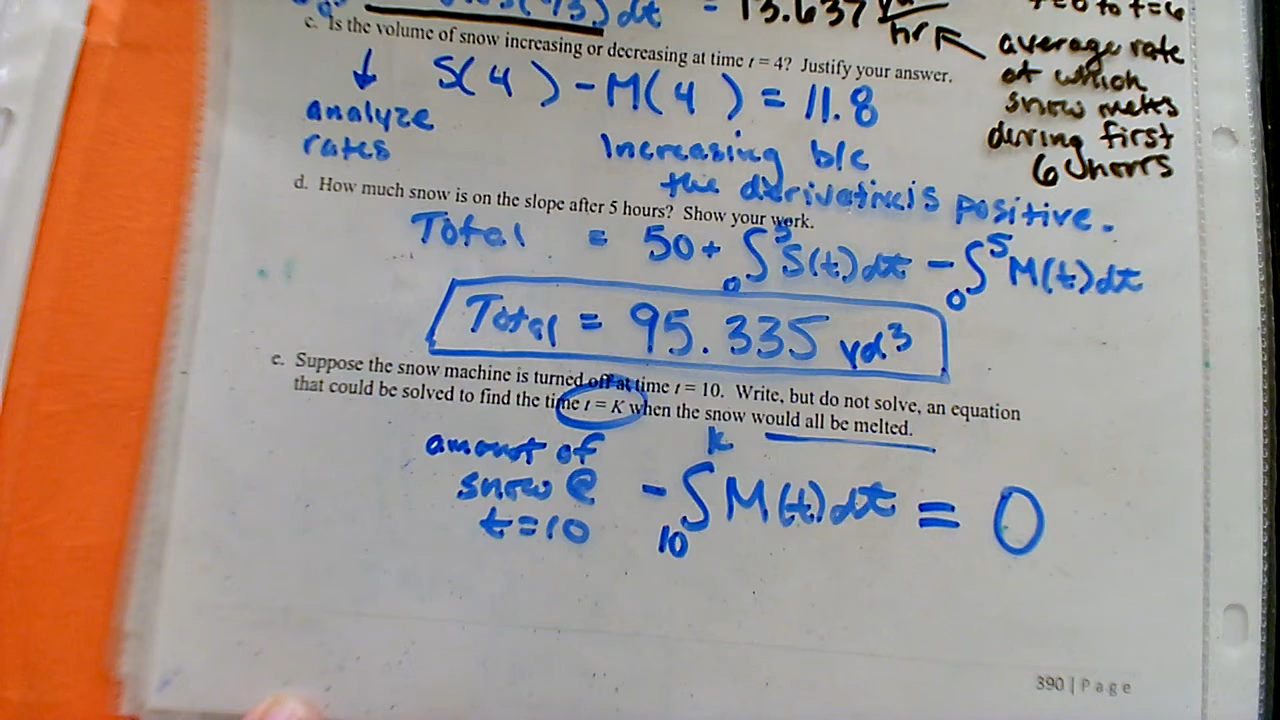 dt = 13.637
hr
t=6
c. Is the volume of snow increasing or decreasing at time t = 4? Justify your answer.
average rate
at which
snow melts
during first
6 hours
↓ S(4) - M(4) = 11.8
analyze
rates
Increasing b/c
the derivative is positive.
d. How much snow is on the slope after 5 hours? Show your work.
Total = 50 + ∫₀⁵ S(t)dt - ∫₀⁵ M(t)dt
Total = 95.335 yd³
e. Suppose the snow machine is turned off at time t = 10. Write, but do not solve, an equation
that could be solved to find the time t = K when the snow would all be melted.
amount of
snow @
t=10
- ∫₁₀ᴷ M(t)dt = 0
390 | Page